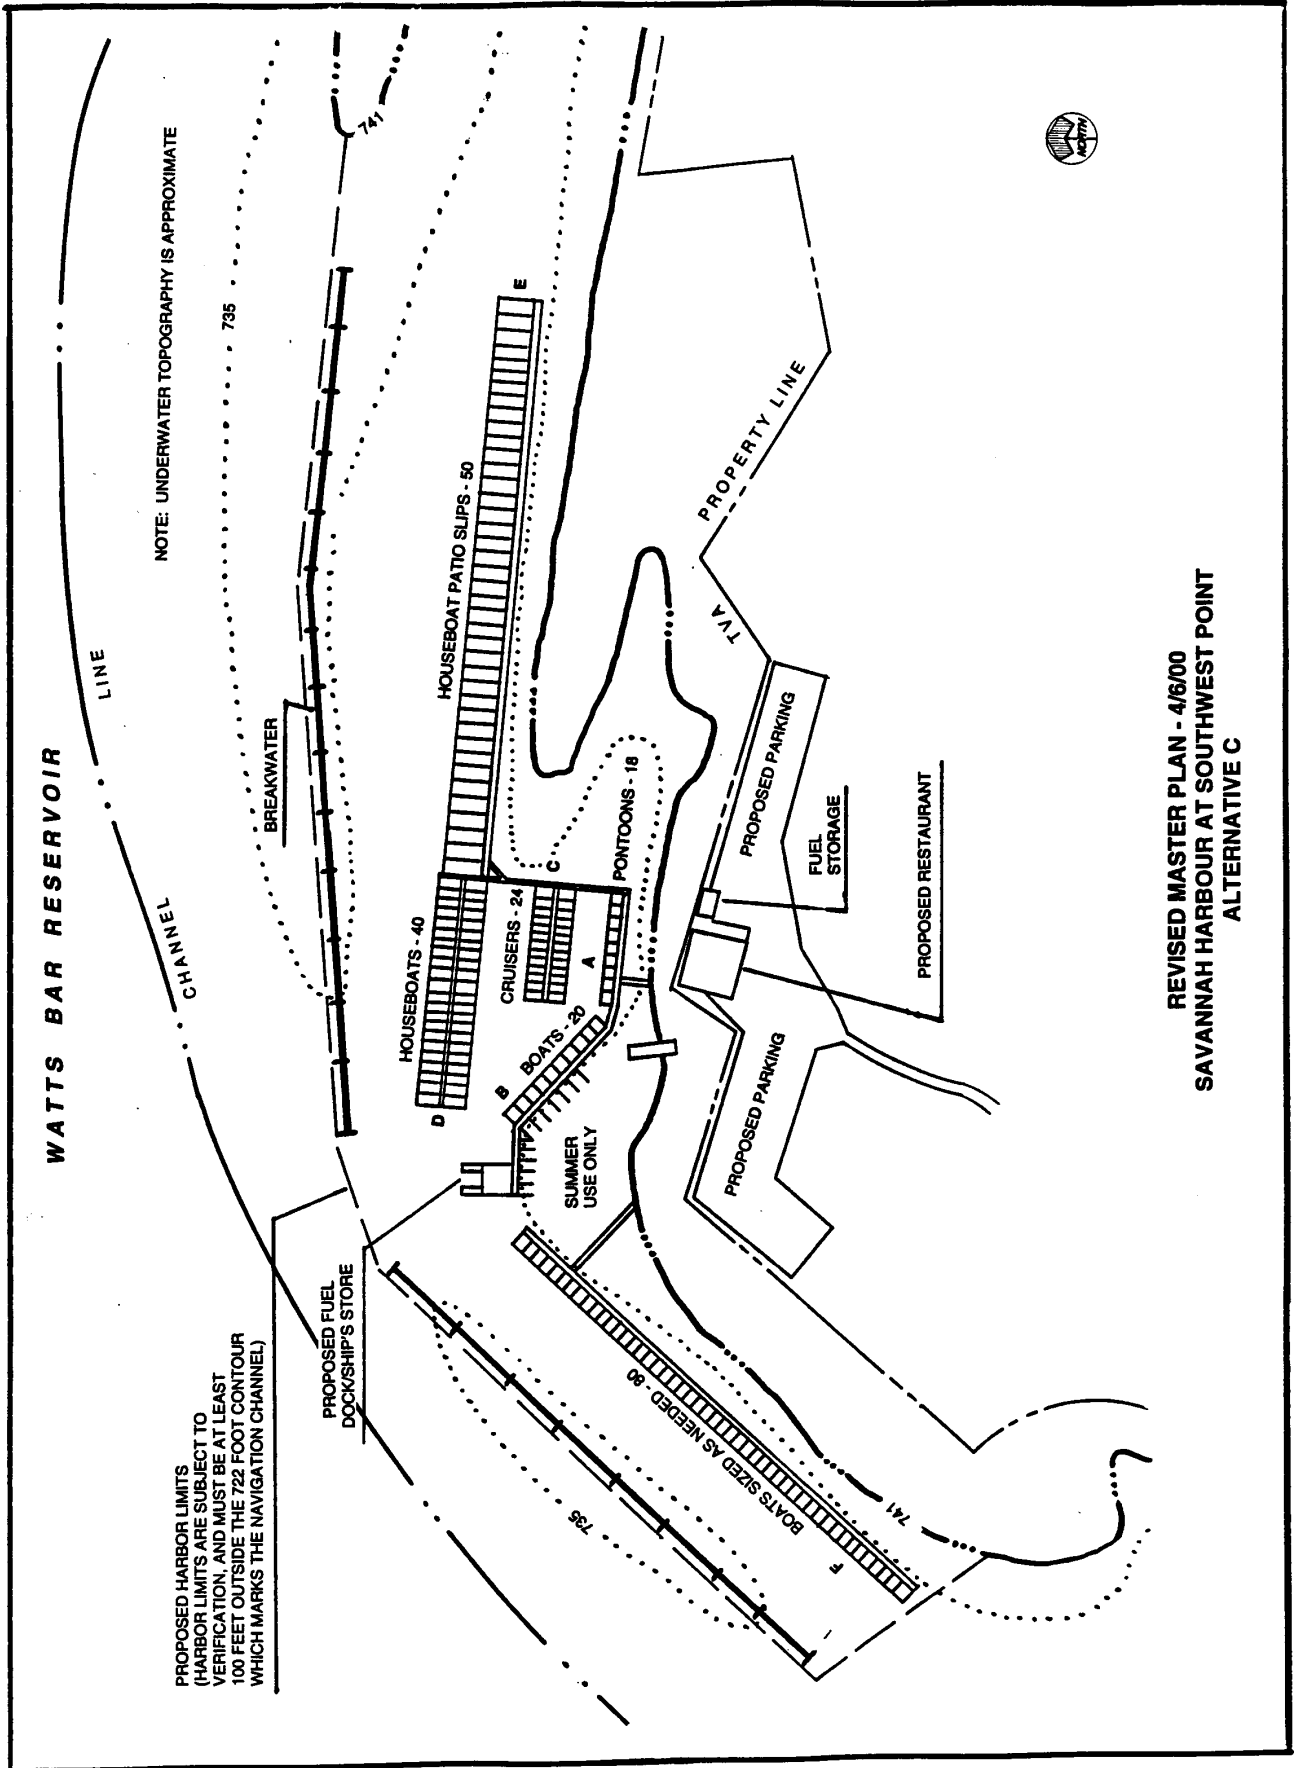 WATTS BAR RESERVOIR
CHANNEL LINE
NOTE: UNDERWATER TOPOGRAPHY IS APPROXIMATE
PROPOSED HARBOR LIMITS
(HARBOR LIMITS ARE SUBJECT TO
VERIFICATION, AND MUST BE AT LEAST
100 FEET OUTSIDE THE 722 FOOT CONTOUR
WHICH MARKS THE NAVIGATION CHANNEL)
PROPOSED FUEL
DOCK/SHIP'S STORE
BREAKWATER
735
741
735
HOUSEBOATS - 40
D
HOUSEBOAT PATIO SLIPS - 50
E
CRUISERS - 24
C
B
BOATS - 20
A
PONTOONS - 18
SUMMER
USE ONLY
BOATS SIZED AS NEEDED - 80
F
741
TVA PROPERTY LINE
PROPOSED PARKING
PROPOSED PARKING
FUEL
STORAGE
PROPOSED RESTAURANT
NORTH
REVISED MASTER PLAN - 4/6/00
SAVANNAH HARBOUR AT SOUTHWEST POINT
ALTERNATIVE C